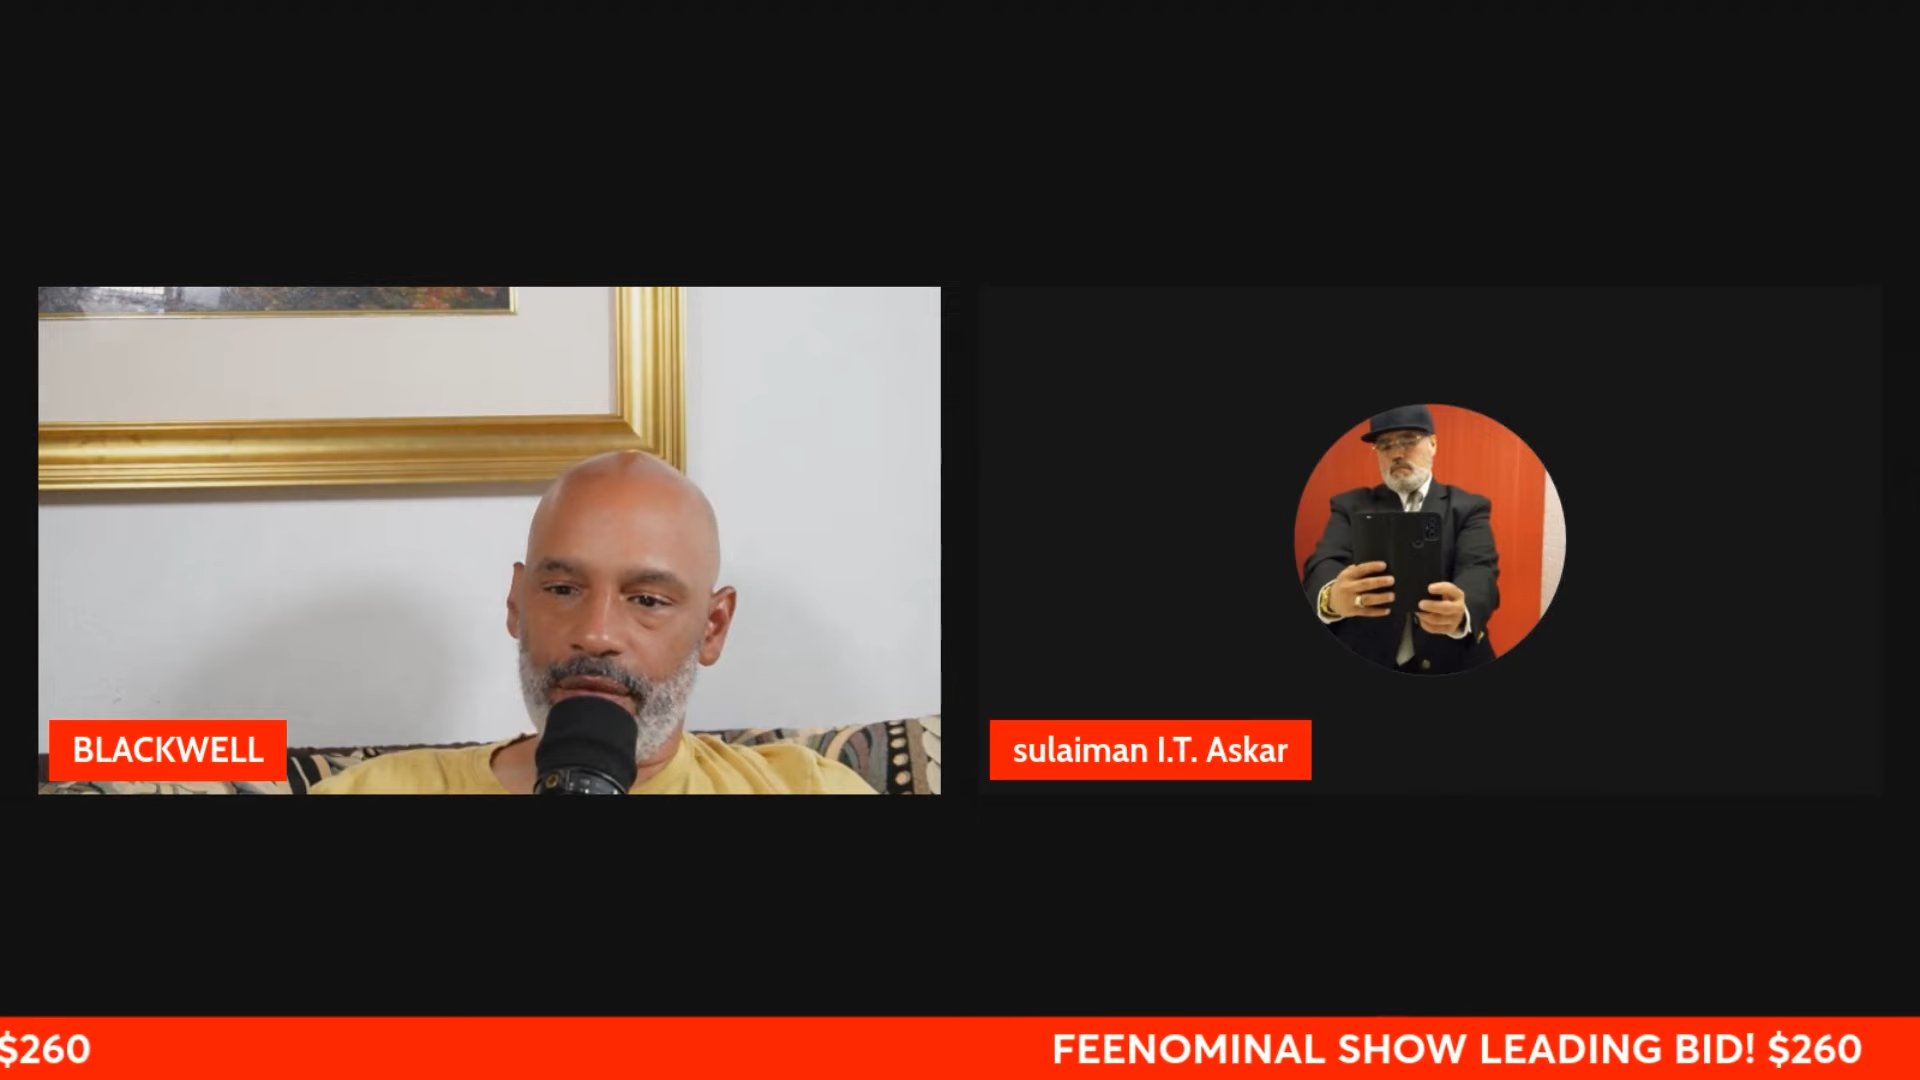 BLACKWELL
sulaiman I.T. Askar
$260
FEENOMINAL SHOW LEADING BID! $260